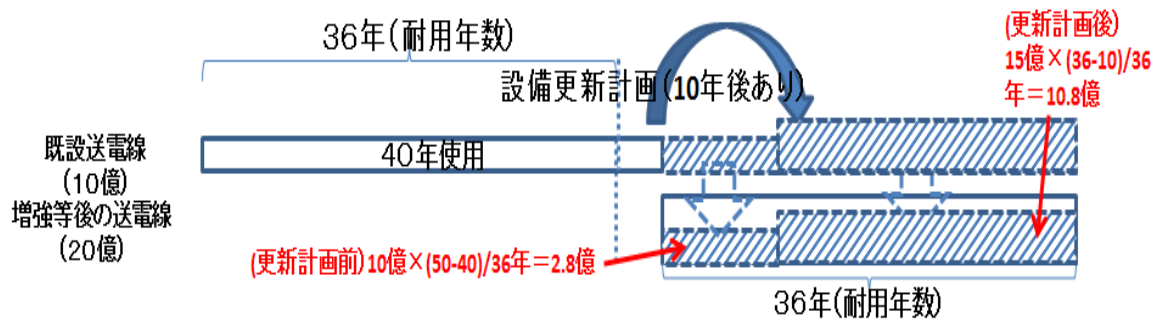 36年(耐用年数)
(更新計画後)
15億×(36-10)/36
年=10.8億
設備更新計画(10年後あり)
既設送電線
(10億)
40年使用
増強等後の送電線
(20億)
(更新計画前)10億×(50-40)/36年=2.8億
36年(耐用年数)